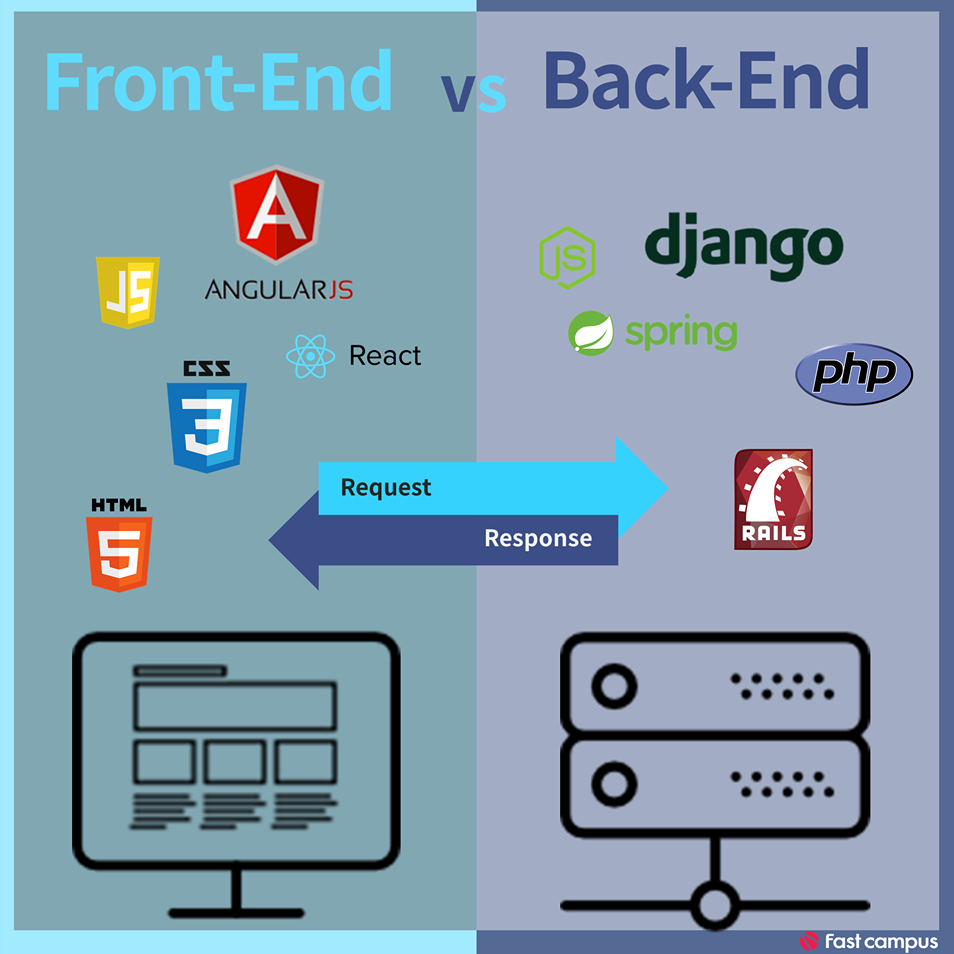 Front-End vs Back-End
ANGULARJS
JS
React
CSS
3
HTML
5
JS
django
spring
php
RAILS
Request
Response
Fast campus